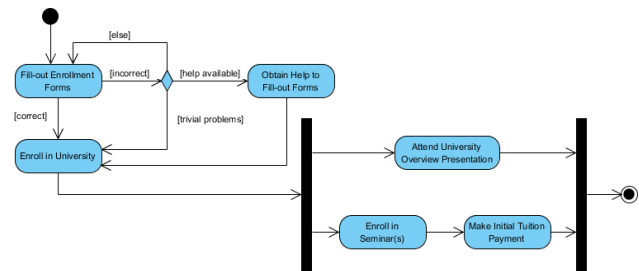 [else]
Fill-out Enrollment
Forms
[incorrect]
[help available]
Obtain Help to
Fill-out Forms
[correct]
[trivial problems]
Enroll in University
Attend University
Overview Presentation
Enroll in
Seminar(s)
Make Initial Tuition
Payment